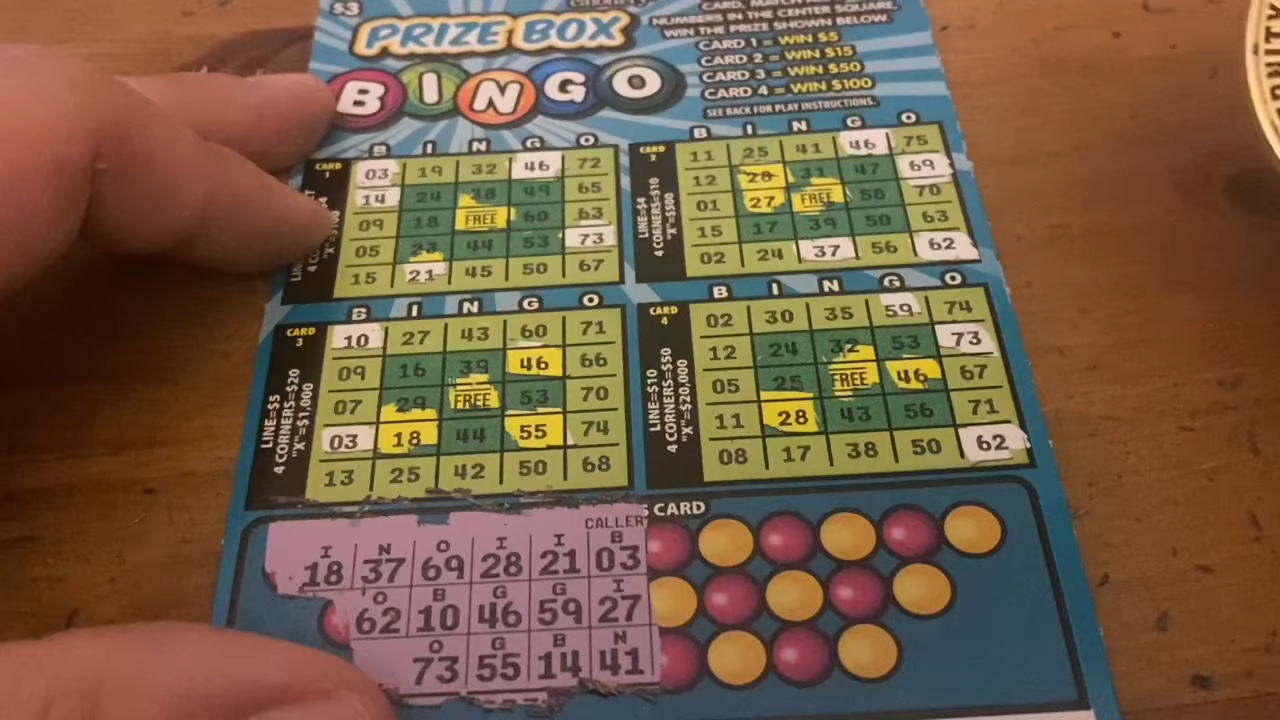 $3
PRIZE BOX
BINGO
CARD, MATCH
NUMBERS IN THE CENTER SQUARE,
WIN THE PRIZE SHOWN BELOW.
CARD 1 = WIN $5
CARD 2 = WIN $15
CARD 3 = WIN $50
CARD 4 = WIN $100
SEE BACK FOR PLAY INSTRUCTIONS.
CARD 1
B I N G O
03 19 32 46 72
14 24 38 49 65
09 18 FREE 60 63
05 23 44 53 73
15 21 45 50 67
CARD 2
LINE=$4
4 CORNERS=$10
"X"=$500
B I N G O
11 25 41 46 75
12 28 31 47 69
01 27 FREE 58 70
15 17 39 50 63
02 24 37 56 62
CARD 3
LINE=$5
4 CORNERS=$20
"X"=$1,000
B I N G O
10 27 43 60 71
09 16 39 46 66
07 29 FREE 53 70
03 18 44 55 74
13 25 42 50 68
CARD 4
LINE=$10
4 CORNERS=$50
"X"=$20,000
B I N G O
02 30 35 59 74
12 24 32 53 73
05 25 FREE 46 67
11 28 43 56 71
08 17 38 50 62
CALLER
S CARD
I N O I I B
18 37 69 28 21 03
O B G G I
62 10 46 59 27
O G B N
73 55 14 41